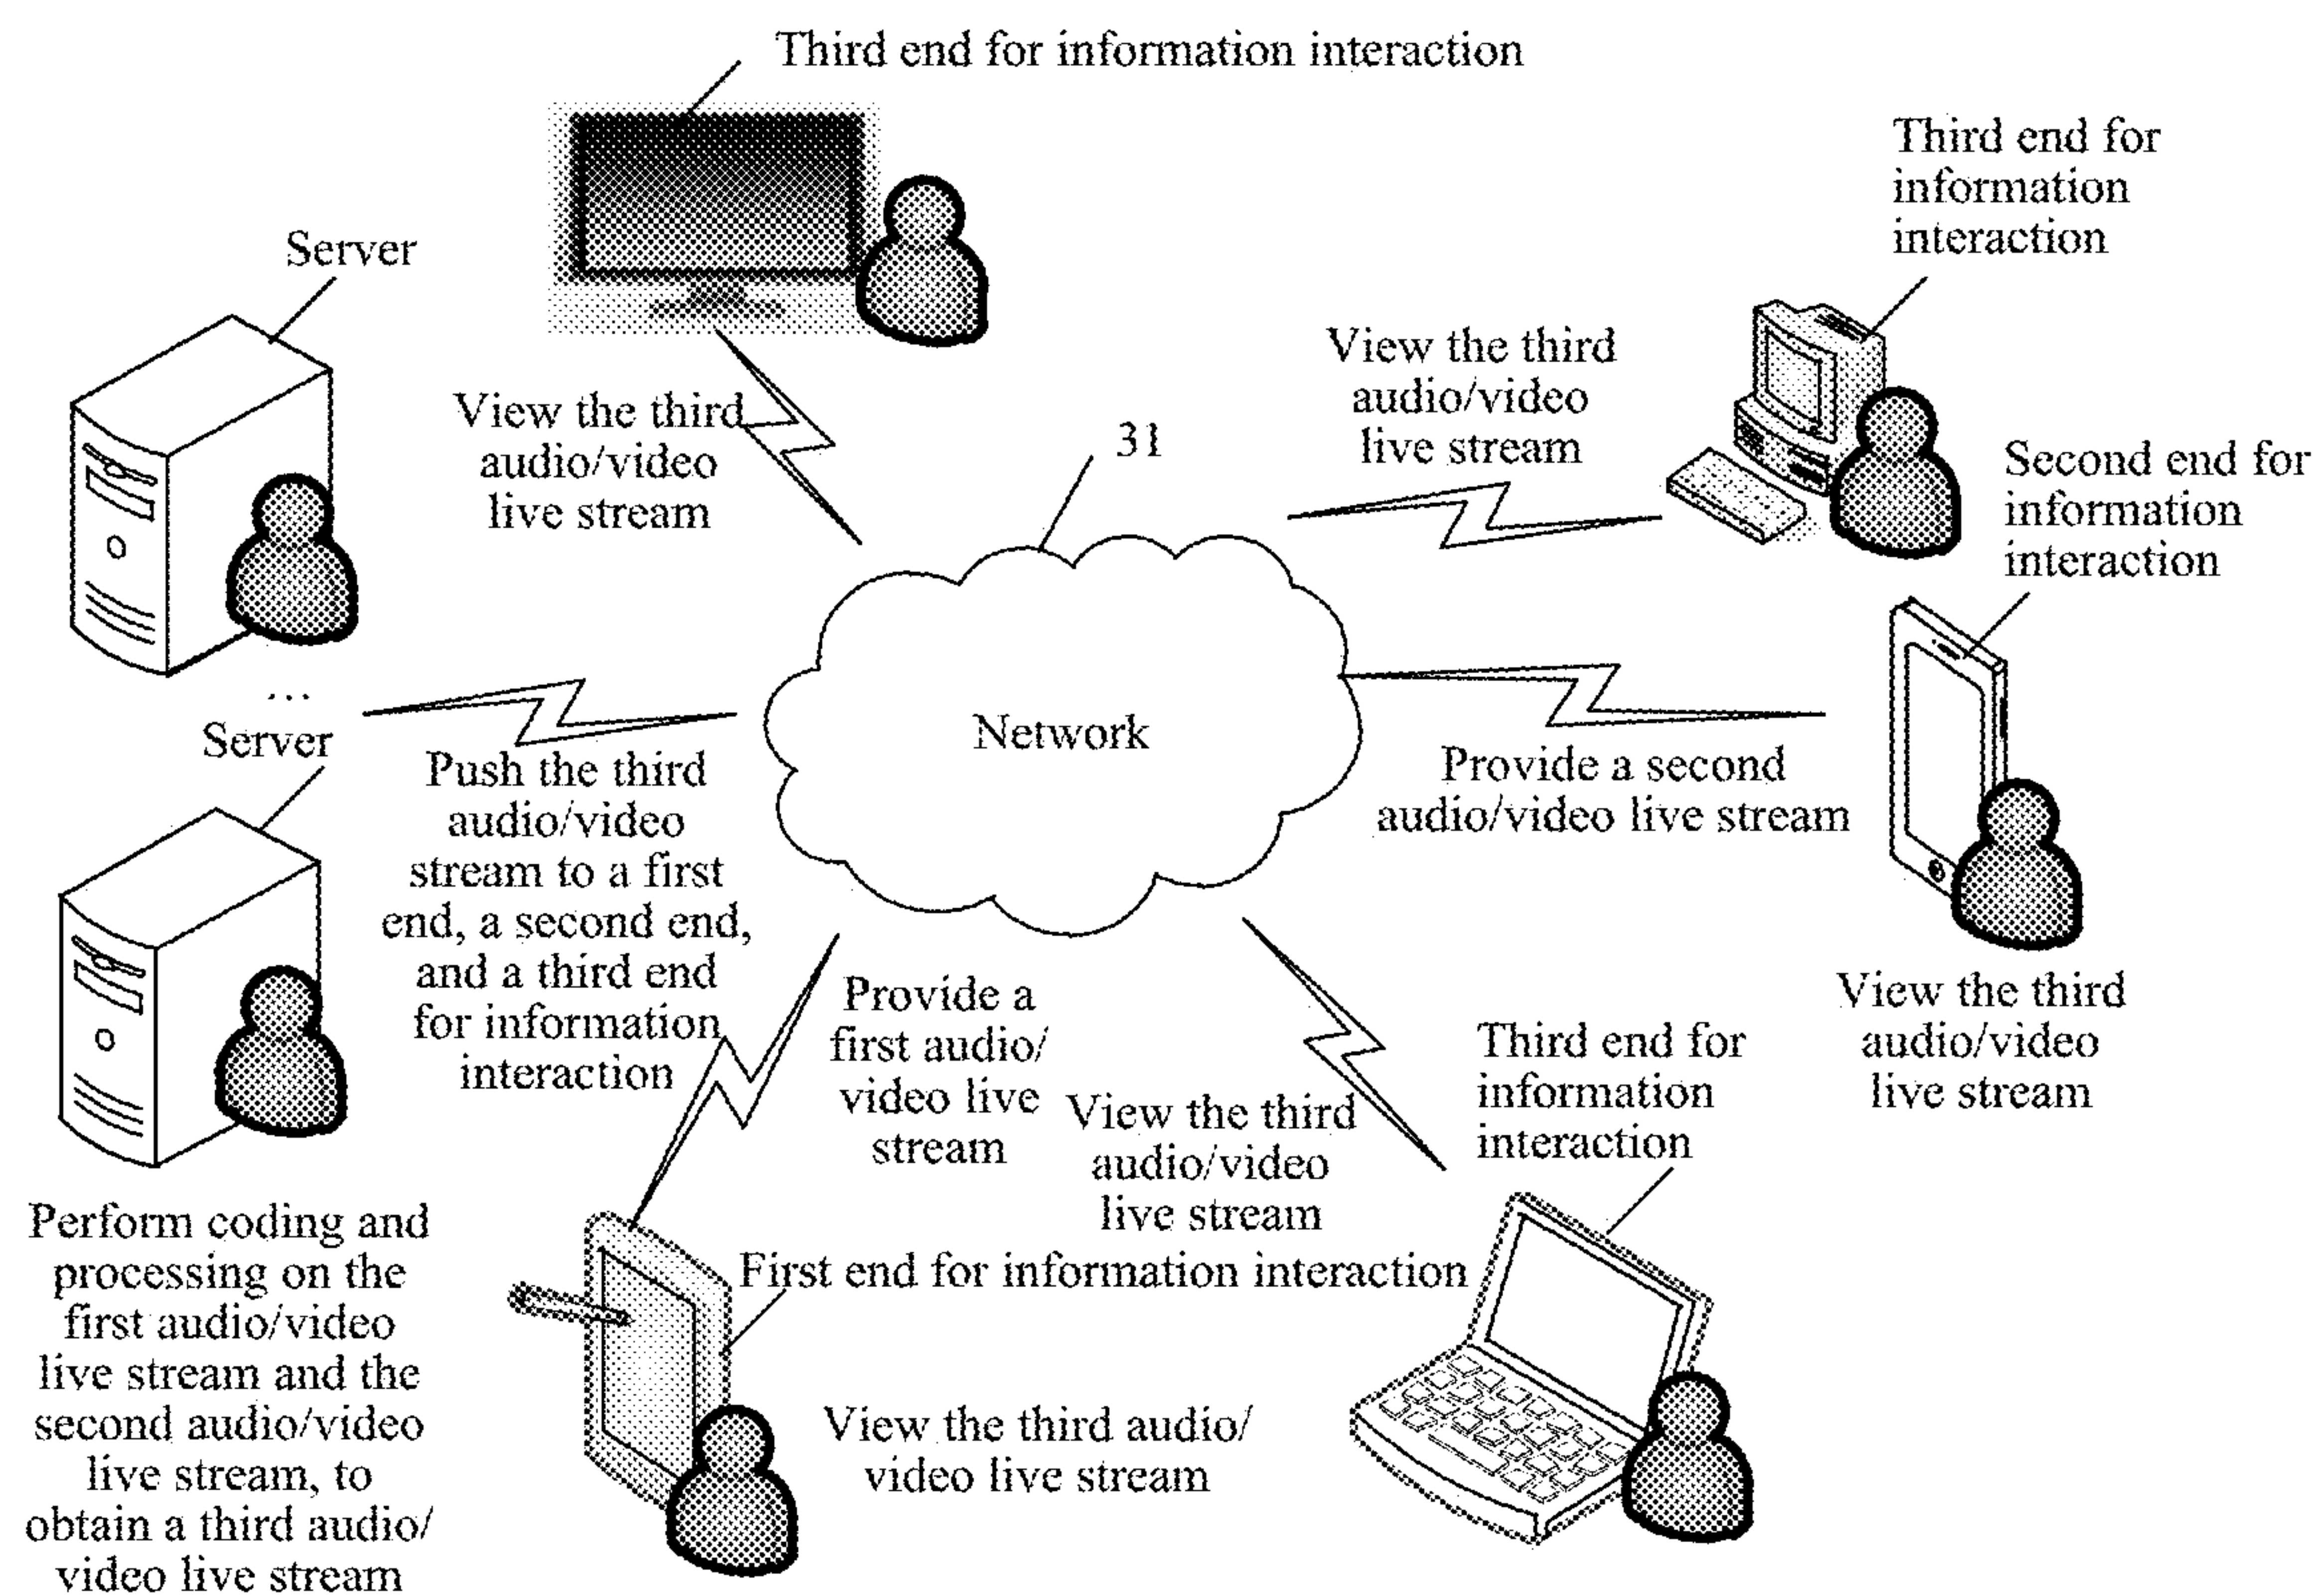 Third end for information interaction
Third end for
information
interaction
Server
View the third
audio/video
live stream
View the third
audio/video
live stream
31
Second end for
information
interaction
...
Server
Network
Push the third
audio/video
stream to a first
end, a second end,
and a third end
for information
interaction
Provide a second
audio/video live stream
View the third
audio/video
live stream
Provide a
first audio/
video live
stream
View the third
audio/video
live stream
Third end for
information
interaction
Perform coding and
processing on the
first audio/video
live stream and the
second audio/video
live stream, to
obtain a third audio/
video live stream
First end for information interaction
View the third audio/
video live stream